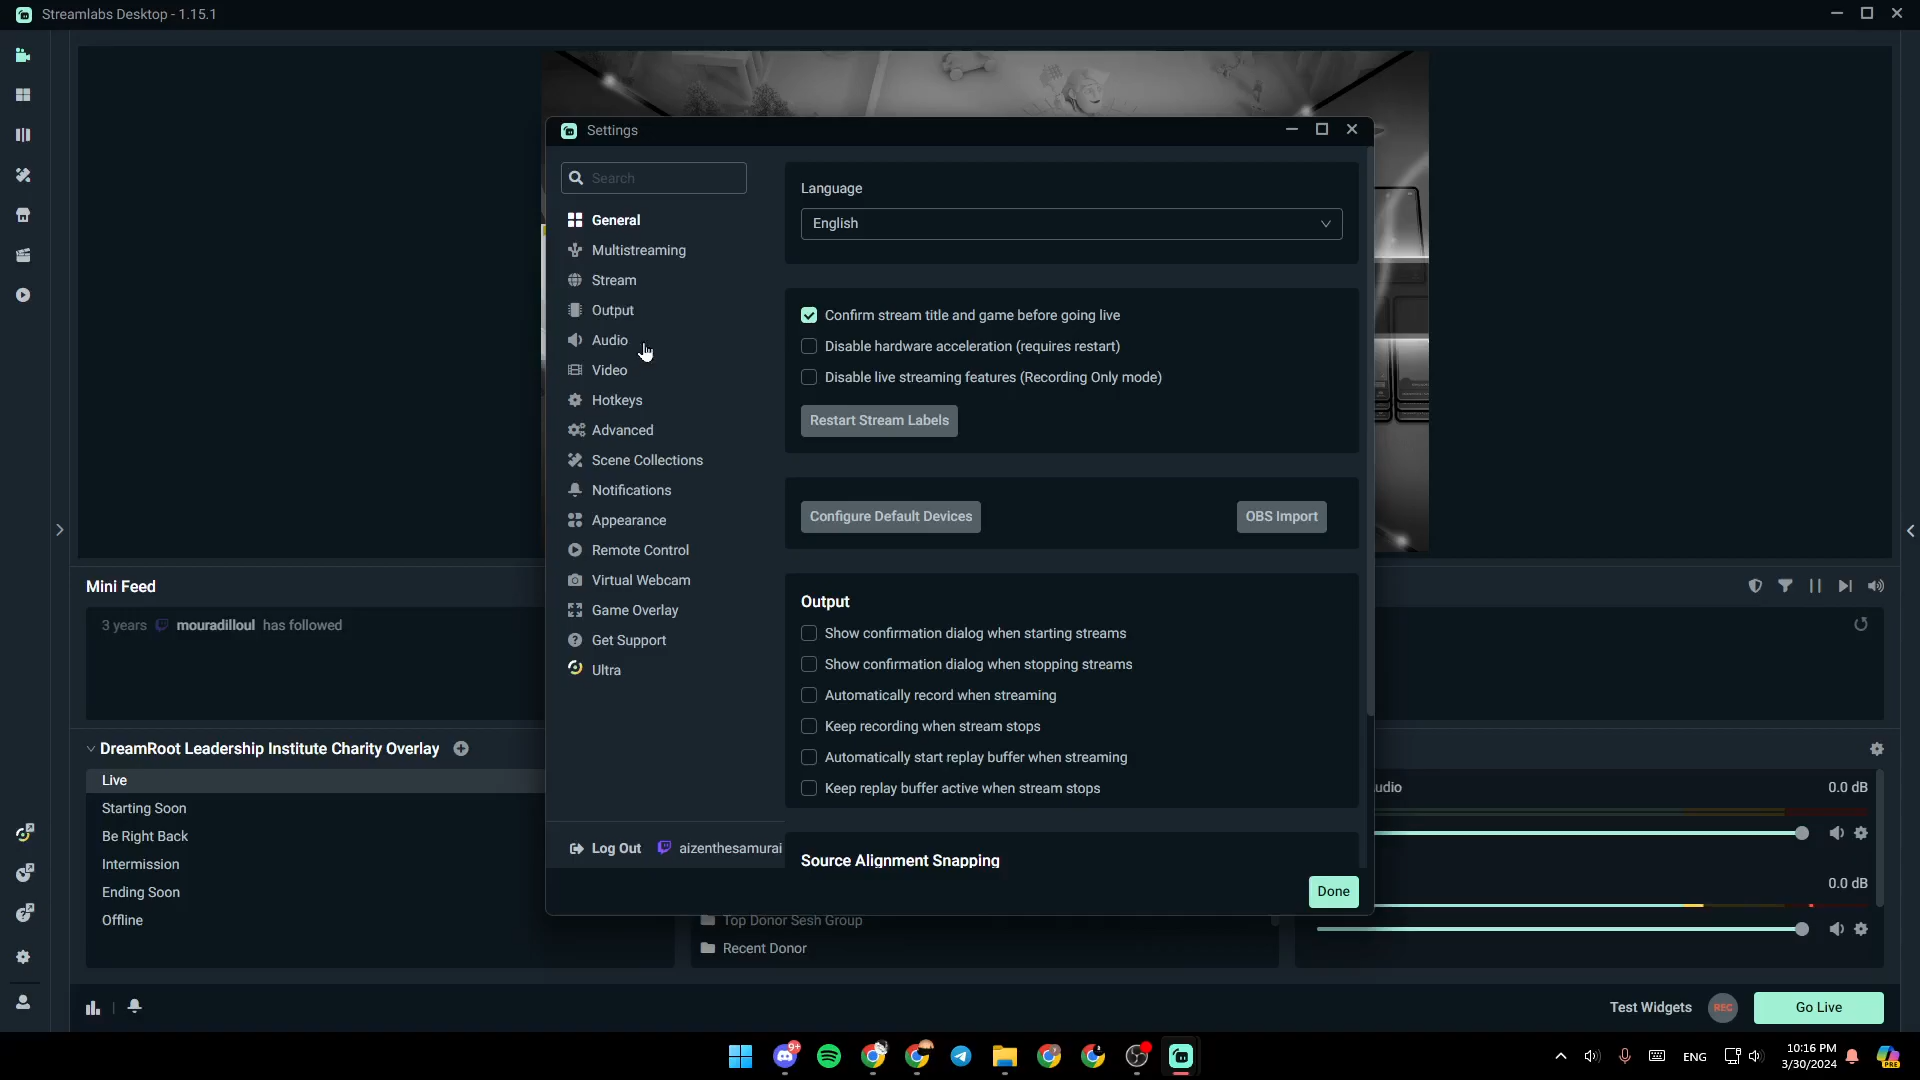 Streamlabs Desktop - 1.15.1
Settings
Search
General
Multistreaming
Stream
Output
Audio
Video
Hotkeys
Advanced
Scene Collections
Notifications
Appearance
Remote Control
Virtual Webcam
Game Overlay
Get Support
Ultra
Log Out aizenthesamurai
Language
English
Confirm stream title and game before going live
Disable hardware acceleration (requires restart)
Disable live streaming features (Recording Only mode)
Restart Stream Labels
Configure Default Devices
OBS Import
Output
Show confirmation dialog when starting streams
Show confirmation dialog when stopping streams
Automatically record when streaming
Keep recording when stream stops
Automatically start replay buffer when streaming
Keep replay buffer active when stream stops
Source Alignment Snapping
Done
Mini Feed
3 years mouradilloul has followed
DreamRoot Leadership Institute Charity Overlay
Live
Starting Soon
Be Right Back
Intermission
Ending Soon
Offline
Top Donor Sesh Group
Recent Donor
udio 0.0 dB
0.0 dB
Test Widgets REC Go Live
9+
ENG
10:16 PM
3/30/2024
PRE